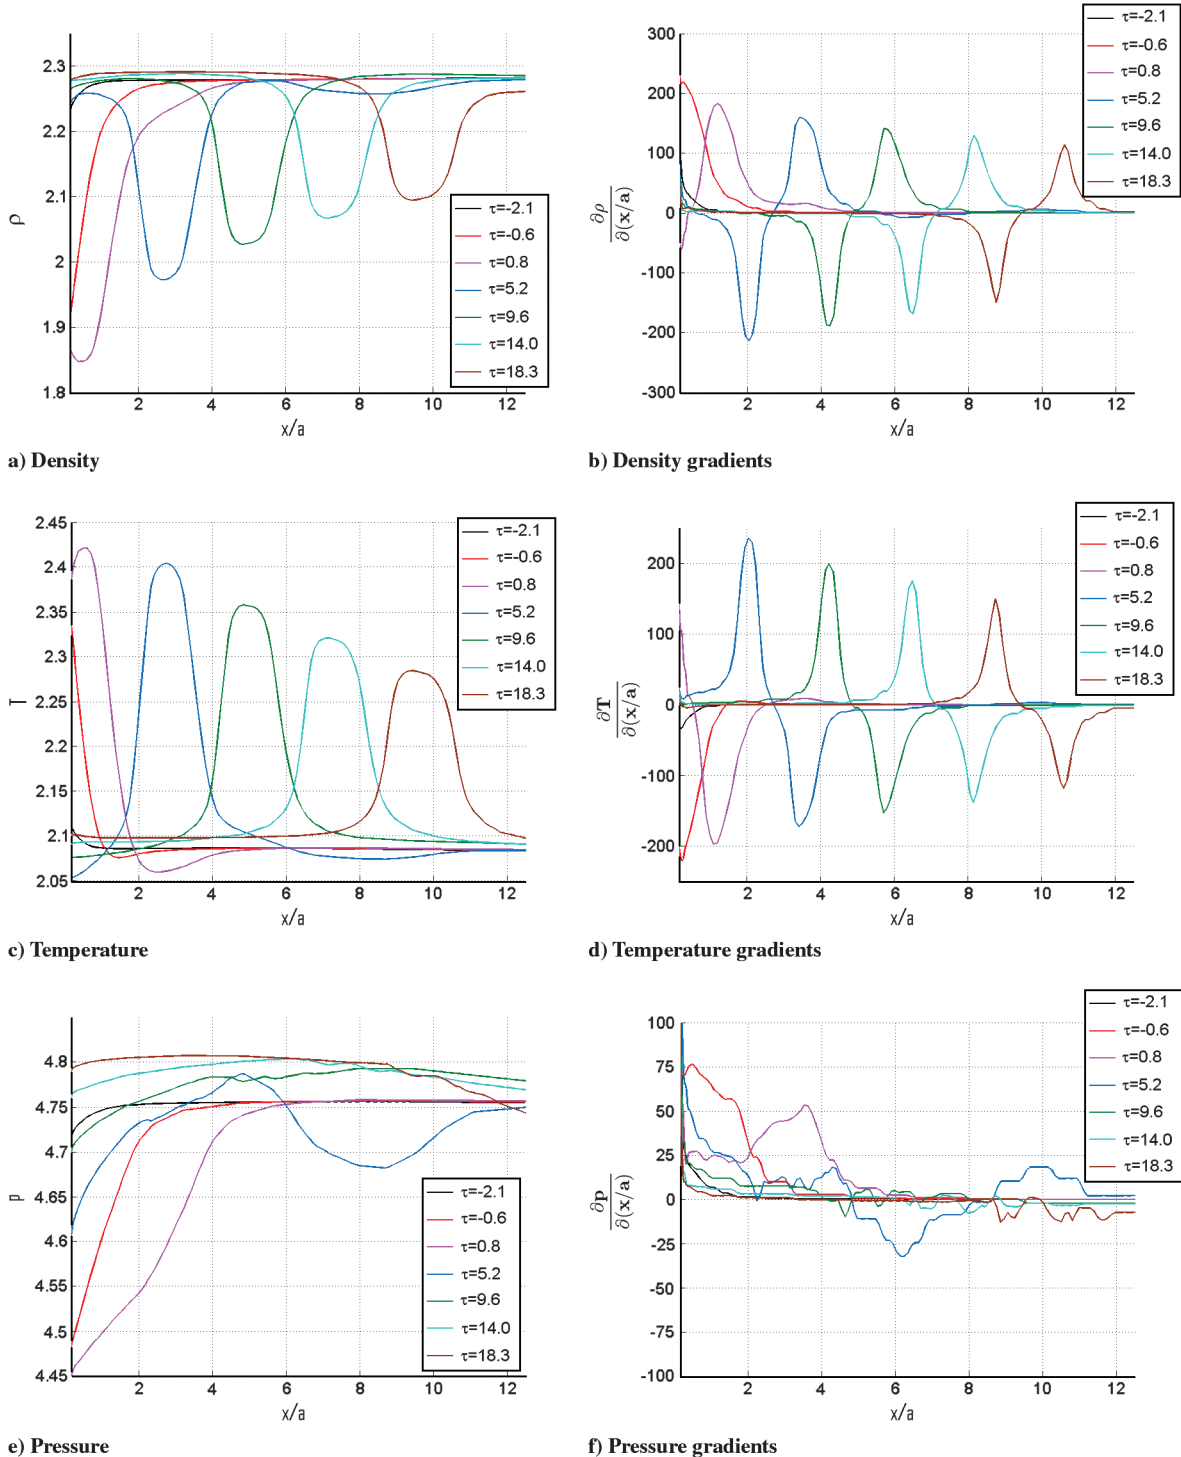 2.3
2.2
2.1
2
1.9
1.8
ρ
2 4 6 8 10 12
x/a
τ=-2.1
τ=-0.6
τ=0.8
τ=5.2
τ=9.6
τ=14.0
τ=18.3
a) Density
300
200
100
0
-100
-200
-300
∂ρ
∂(x/a)
2 4 6 8 10 12
x/a
τ=-2.1
τ=-0.6
τ=0.8
τ=5.2
τ=9.6
τ=14.0
τ=18.3
b) Density gradients
2.45
2.4
2.35
2.3
2.25
2.2
2.15
2.1
2.05
T
2 4 6 8 10 12
x/a
τ=-2.1
τ=-0.6
τ=0.8
τ=5.2
τ=9.6
τ=14.0
τ=18.3
c) Temperature
200
100
0
-100
-200
∂T
∂(x/a)
2 4 6 8 10 12
x/a
τ=-2.1
τ=-0.6
τ=0.8
τ=5.2
τ=9.6
τ=14.0
τ=18.3
d) Temperature gradients
4.8
4.75
4.7
4.65
4.6
4.55
4.5
4.45
p
2 4 6 8 10 12
x/a
τ=-2.1
τ=-0.6
τ=0.8
τ=5.2
τ=9.6
τ=14.0
τ=18.3
e) Pressure
100
75
50
25
0
-25
-50
-75
-100
∂p
∂(x/a)
2 4 6 8 10 12
x/a
τ=-2.1
τ=-0.6
τ=0.8
τ=5.2
τ=9.6
τ=14.0
τ=18.3
f) Pressure gradients